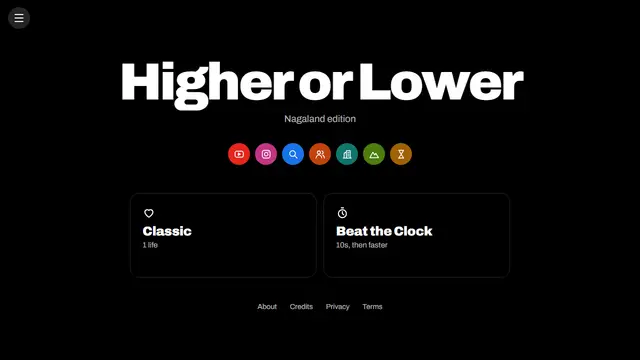 Higher or Lower
Nagaland edition
Classic
1 life
Beat the Clock
10s, then faster
About Credits Privacy Terms